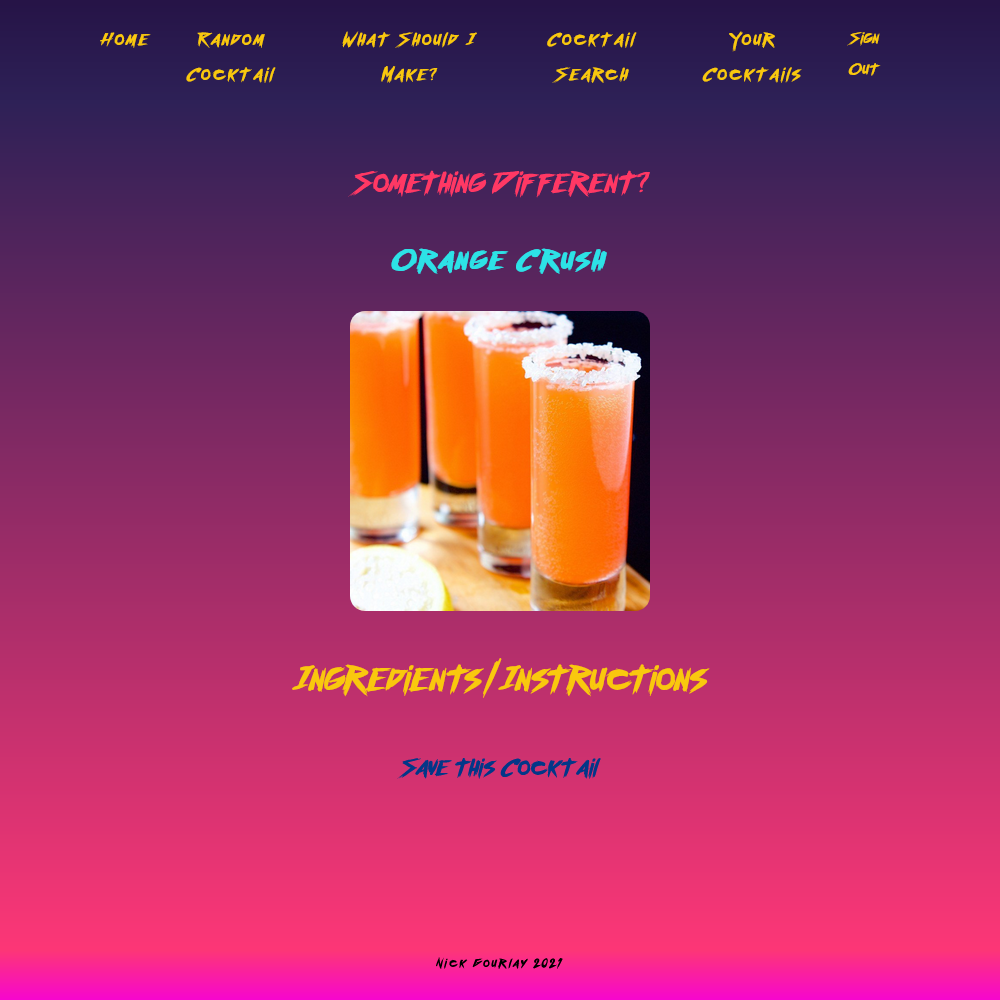 Home
Random
Cocktail
What Should I
Make?
Cocktail
Search
Your
Cocktails
Sign
Out
Something Different?
Orange Crush
Ingredients/Instructions
Save this Cocktail
Nick Gourlay 2021